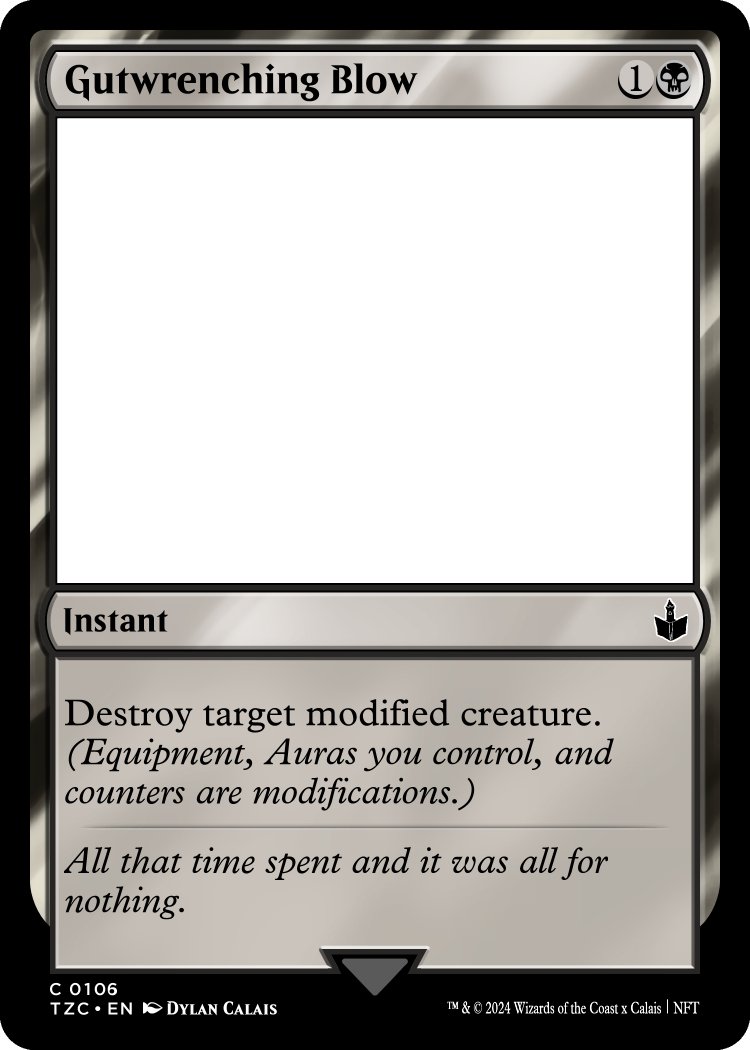 Gutwrenching Blow 1
Instant
Destroy target modified creature.
(Equipment, Auras you control, and
counters are modifications.)
All that time spent and it was all for
nothing.
C 0106
TZC • EN Dylan Calais
™ & © 2024 Wizards of the Coast x Calais | NFT